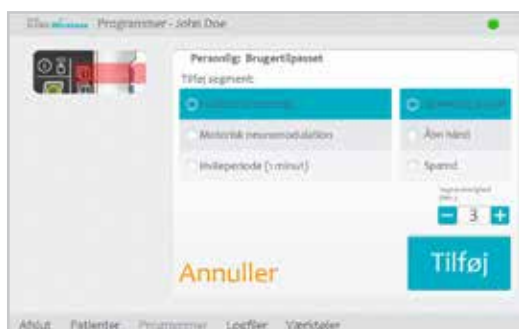 Programmer - John Doe
Personlig: Brugertilpasset
Tilføj segment:
Motorisk neuromodulation
Åbn hånd
Hvileperiode (1 minut)
Spænd
3
Annuller
Tilføj
Afslut Patienter Programmer Logfiler Værktøjer